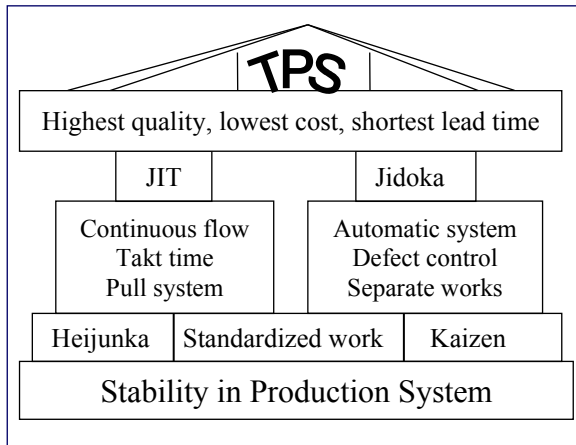 TPS
Highest quality, lowest cost, shortest lead time
JIT
Jidoka
Continuous flow
Takt time
Pull system
Automatic system
Defect control
Separate works
Heijunka
Standardized work
Kaizen
Stability in Production System